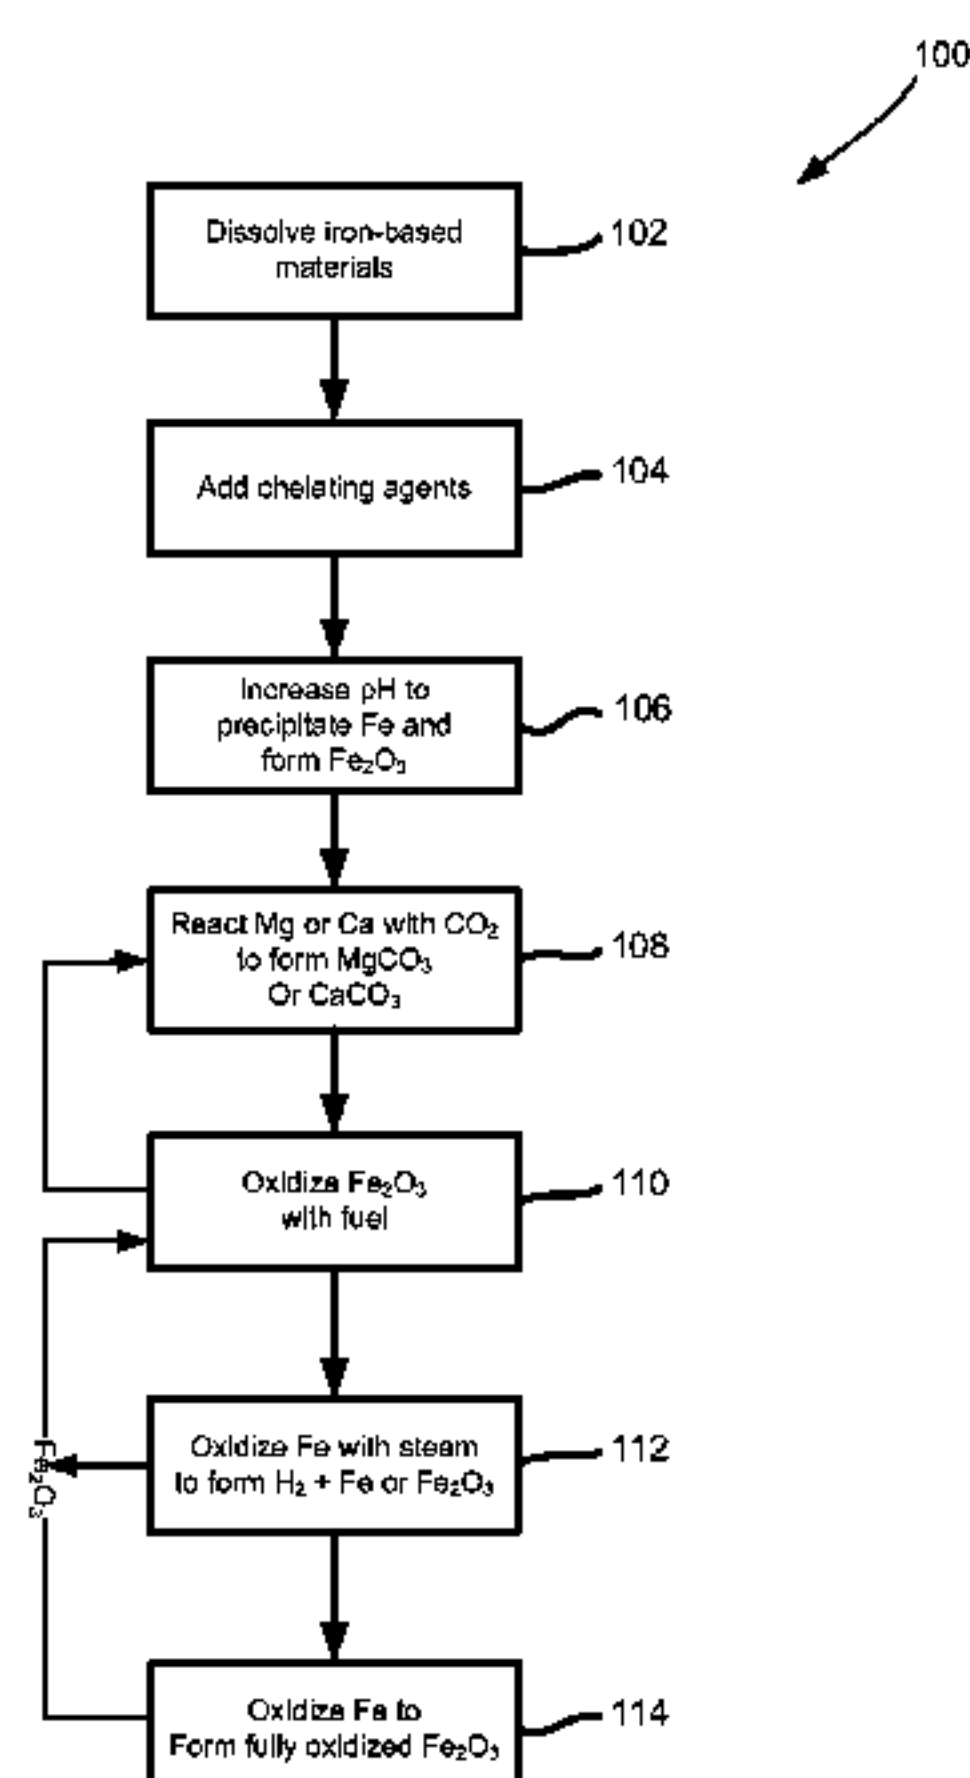 100
Dissolve iron-based
materials
102
Add chelating agents
104
Increase pH to
precipitate Fe and
form Fe₂O₃
106
React Mg or Ca with CO₂
to form MgCO₃
Or CaCO₃
108
Oxidize Fe₂O₃
with fuel
110
Oxidize Fe with steam
to form H₂ + Fe or Fe₂O₃
112
Fe₂O₃
Oxidize Fe to
Form fully oxidized Fe₂O₃
114